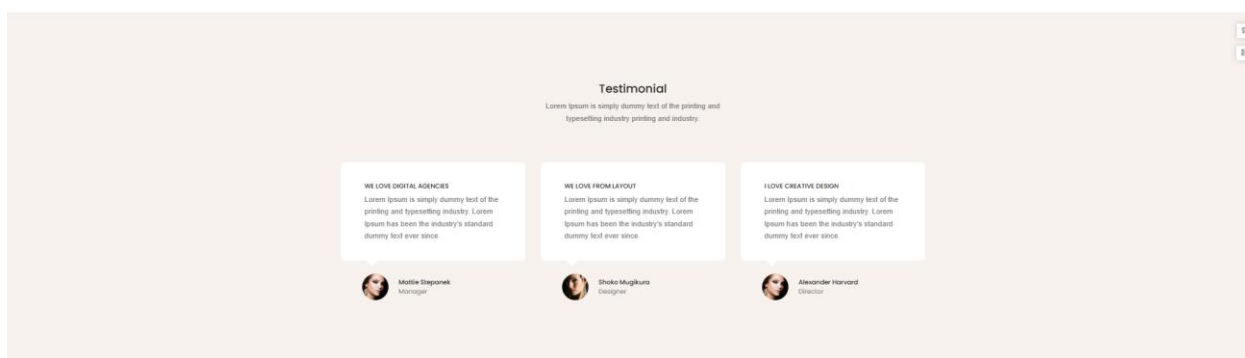 Testimonial
Lorem Ipsum is simply dummy text of the printing and
typesetting industry printing and industry.
WE LOVE DIGITAL AGENCIES
Lorem Ipsum is simply dummy text of the
printing and typesetting industry. Lorem
Ipsum has been the industry's standard
dummy text ever since.
Mattie Stepanek
Manager
WE LOVE FROM LAYOUT
Lorem Ipsum is simply dummy text of the
printing and typesetting industry. Lorem
Ipsum has been the industry's standard
dummy text ever since.
Shoko Mugikura
Designer
I LOVE CREATIVE DESIGN
Lorem Ipsum is simply dummy text of the
printing and typesetting industry. Lorem
Ipsum has been the industry's standard
dummy text ever since.
Alexander Harvard
Director